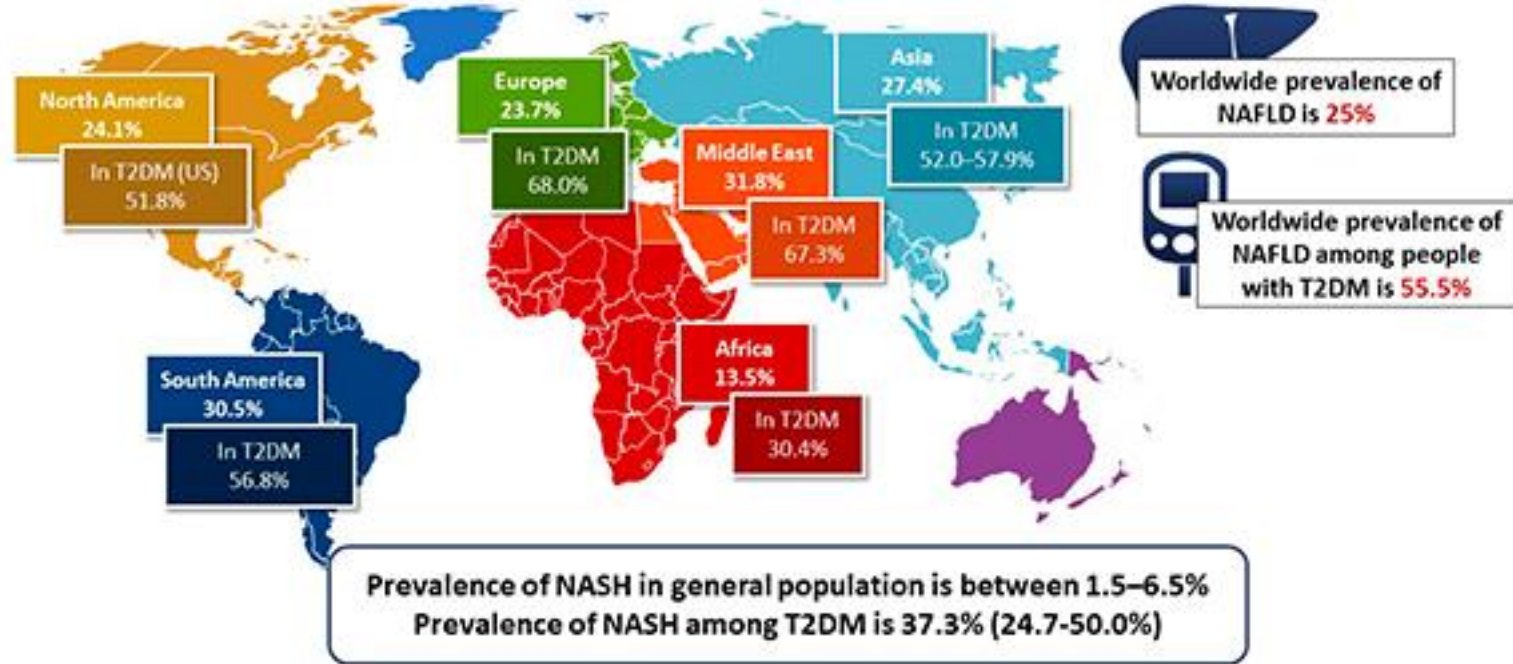 North America
24.1%
In T2DM (US)
51.8%
Europe
23.7%
In T2DM
68.0%
Asia
27.4%
In T2DM
52.0–57.9%
Middle East
31.8%
In T2DM
67.3%
South America
30.5%
In T2DM
56.8%
Africa
13.5%
In T2DM
30.4%
Worldwide prevalence of
NAFLD is 25%
Worldwide prevalence of
NAFLD among people
with T2DM is 55.5%
Prevalence of NASH in general population is between 1.5–6.5%
Prevalence of NASH among T2DM is 37.3% (24.7-50.0%)